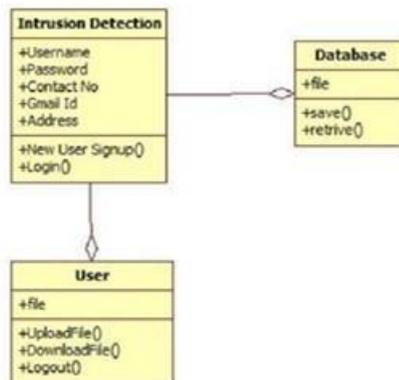 Intrusion Detection
+Username
+Password
+Contact No
+Gmail Id
+Address
+New User Signup()
+Login()
Database
+file
+save()
+retrive()
User
+file
+UploadFile()
+DownloadFile()
+Logout()